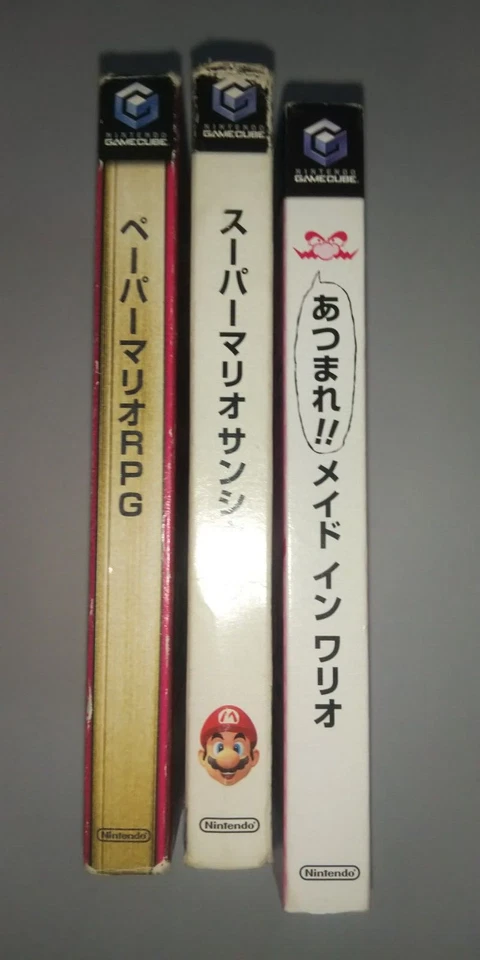 NINTENDO
GAMECUBE
ペーパーマリオRPG
Nintendo
NINTENDO
GAMECUBE
スーパーマリオサンシ
Nintendo
NINTENDO
GAMECUBE
あつまれ!!メイド イン ワリオ
Nintendo